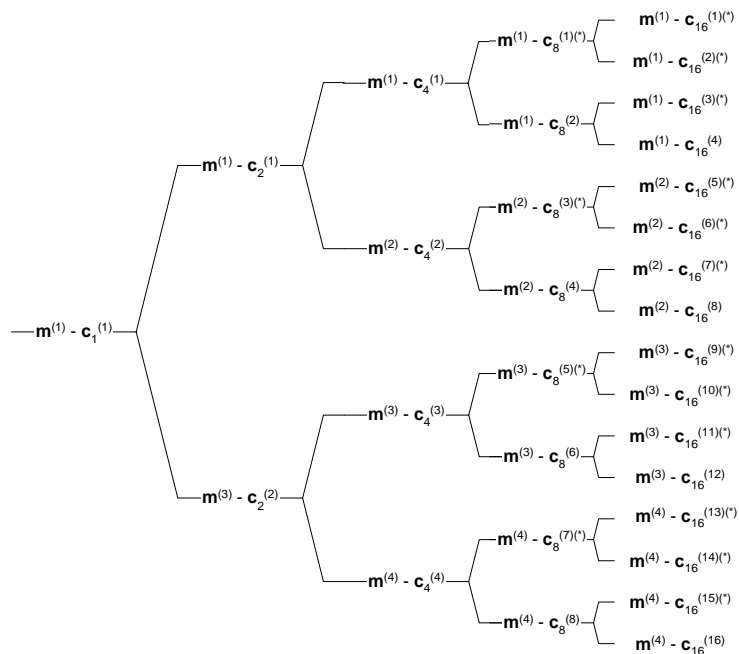 m(1) - c16(1)(*)
m(1) - c8(1)(*)
m(1) - c16(2)(*)
m(1) - c4(1)
m(1) - c16(3)(*)
m(1) - c8(2)
m(1) - c16(4)
m(1) - c2(1)
m(2) - c16(5)(*)
m(2) - c8(3)(*)
m(2) - c16(6)(*)
m(2) - c4(2)
m(2) - c16(7)(*)
m(2) - c8(4)
m(2) - c16(8)
m(1) - c1(1)
m(3) - c16(9)(*)
m(3) - c8(5)(*)
m(3) - c16(10)(*)
m(3) - c4(3)
m(3) - c16(11)(*)
m(3) - c8(6)
m(3) - c16(12)
m(3) - c2(2)
m(4) - c16(13)(*)
m(4) - c8(7)(*)
m(4) - c16(14)(*)
m(4) - c4(4)
m(4) - c16(15)(*)
m(4) - c8(8)
m(4) - c16(16)